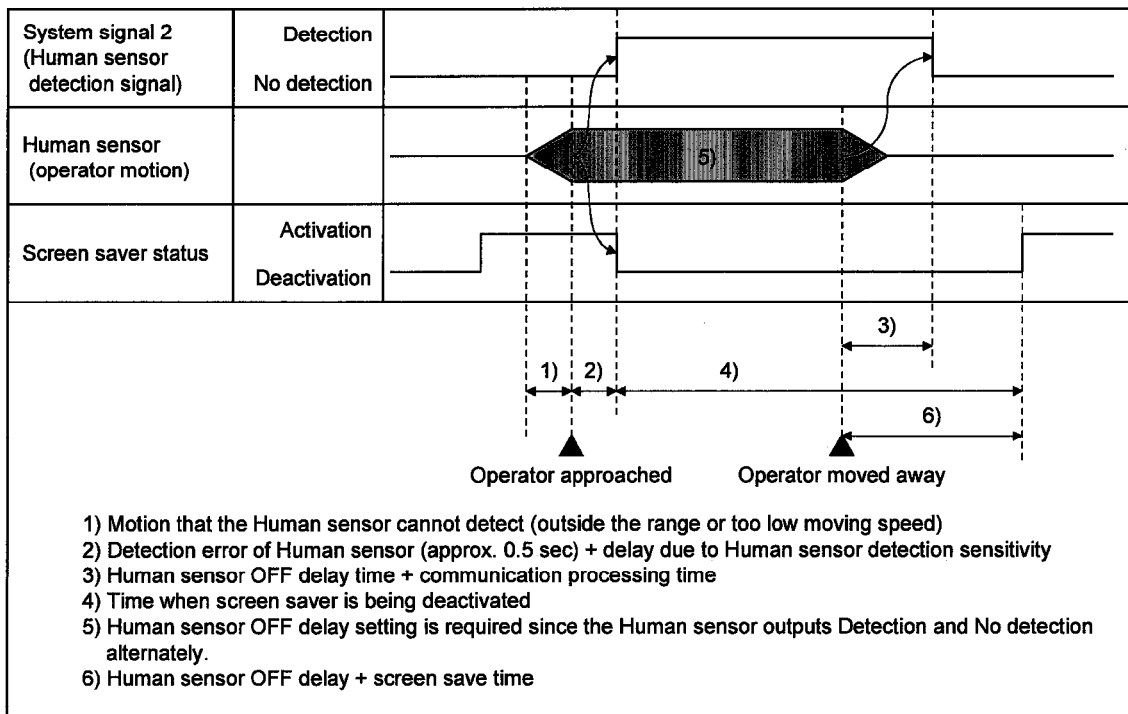 System signal 2
(Human sensor
detection signal)
Detection
No detection
Human sensor
(operator motion)
5)
Screen saver status
Activation
Deactivation
3)
1)
2)
4)
6)
Operator approached
Operator moved away
1) Motion that the Human sensor cannot detect (outside the range or too low moving speed)
2) Detection error of Human sensor (approx. 0.5 sec) + delay due to Human sensor detection sensitivity
3) Human sensor OFF delay time + communication processing time
4) Time when screen saver is being deactivated
5) Human sensor OFF delay setting is required since the Human sensor outputs Detection and No detection
alternately.
6) Human sensor OFF delay + screen save time